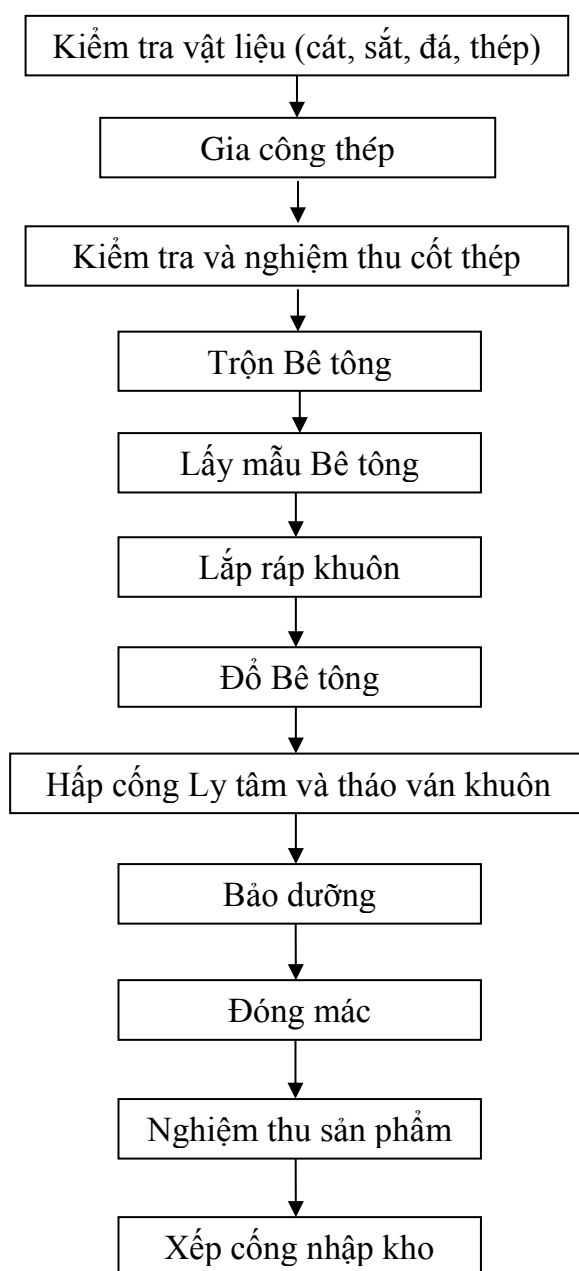 Kiểm tra vật liệu (cát, sắt, đá, thép)
Gia công thép
Kiểm tra và nghiệm thu cốt thép
Trộn Bê tông
Lấy mẫu Bê tông
Lắp ráp khuôn
Đổ Bê tông
Hấp cống Ly tâm và tháo ván khuôn
Bảo dưỡng
Đóng mác
Nghiệm thu sản phẩm
Xếp cống nhập kho